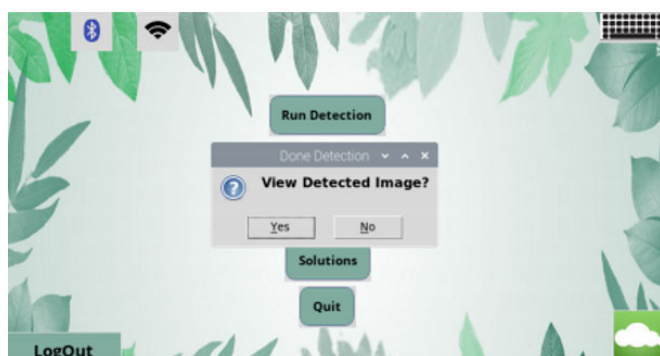 Run Detection
Done Detection
View Detected Image?
Yes
No
Solutions
Quit
LogOut